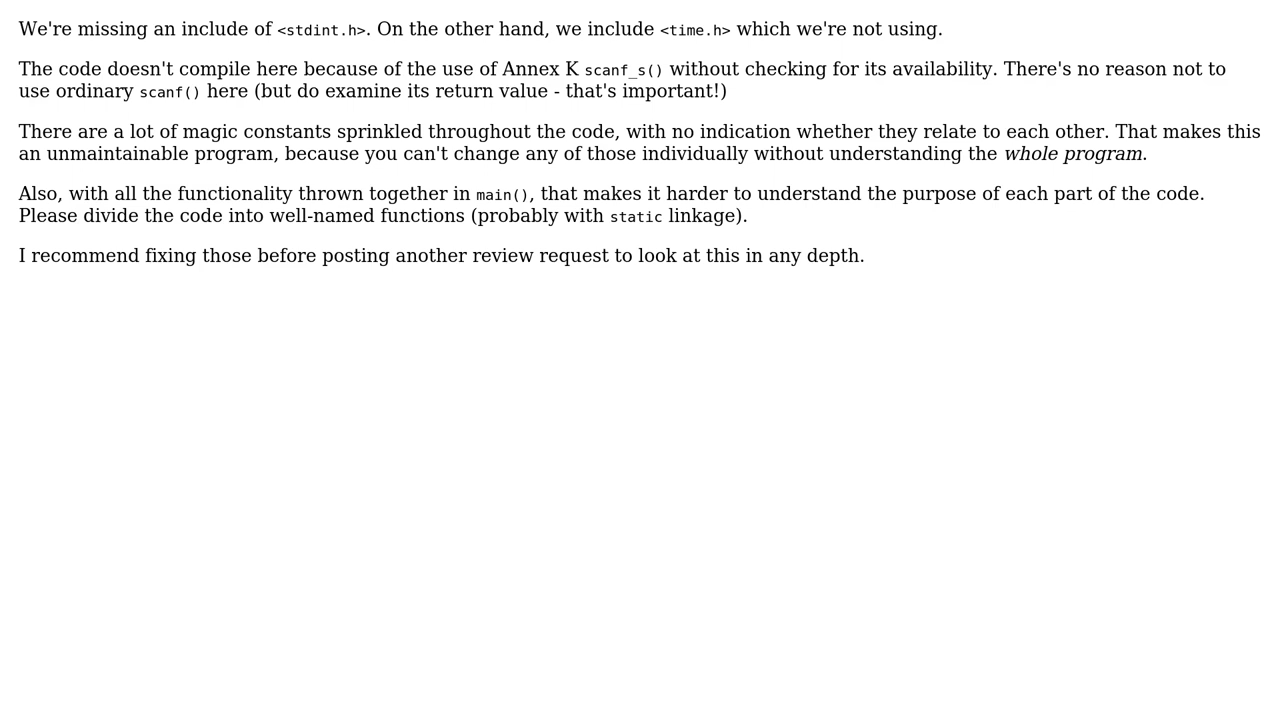 We're missing an include of <stdint.h>. On the other hand, we include <time.h> which we're not using.
The code doesn't compile here because of the use of Annex K scanf_s() without checking for its availability. There's no reason not to
use ordinary scanf() here (but do examine its return value - that's important!)
There are a lot of magic constants sprinkled throughout the code, with no indication whether they relate to each other. That makes this
an unmaintainable program, because you can't change any of those individually without understanding the whole program.
Also, with all the functionality thrown together in main(), that makes it harder to understand the purpose of each part of the code.
Please divide the code into well-named functions (probably with static linkage).
I recommend fixing those before posting another review request to look at this in any depth.